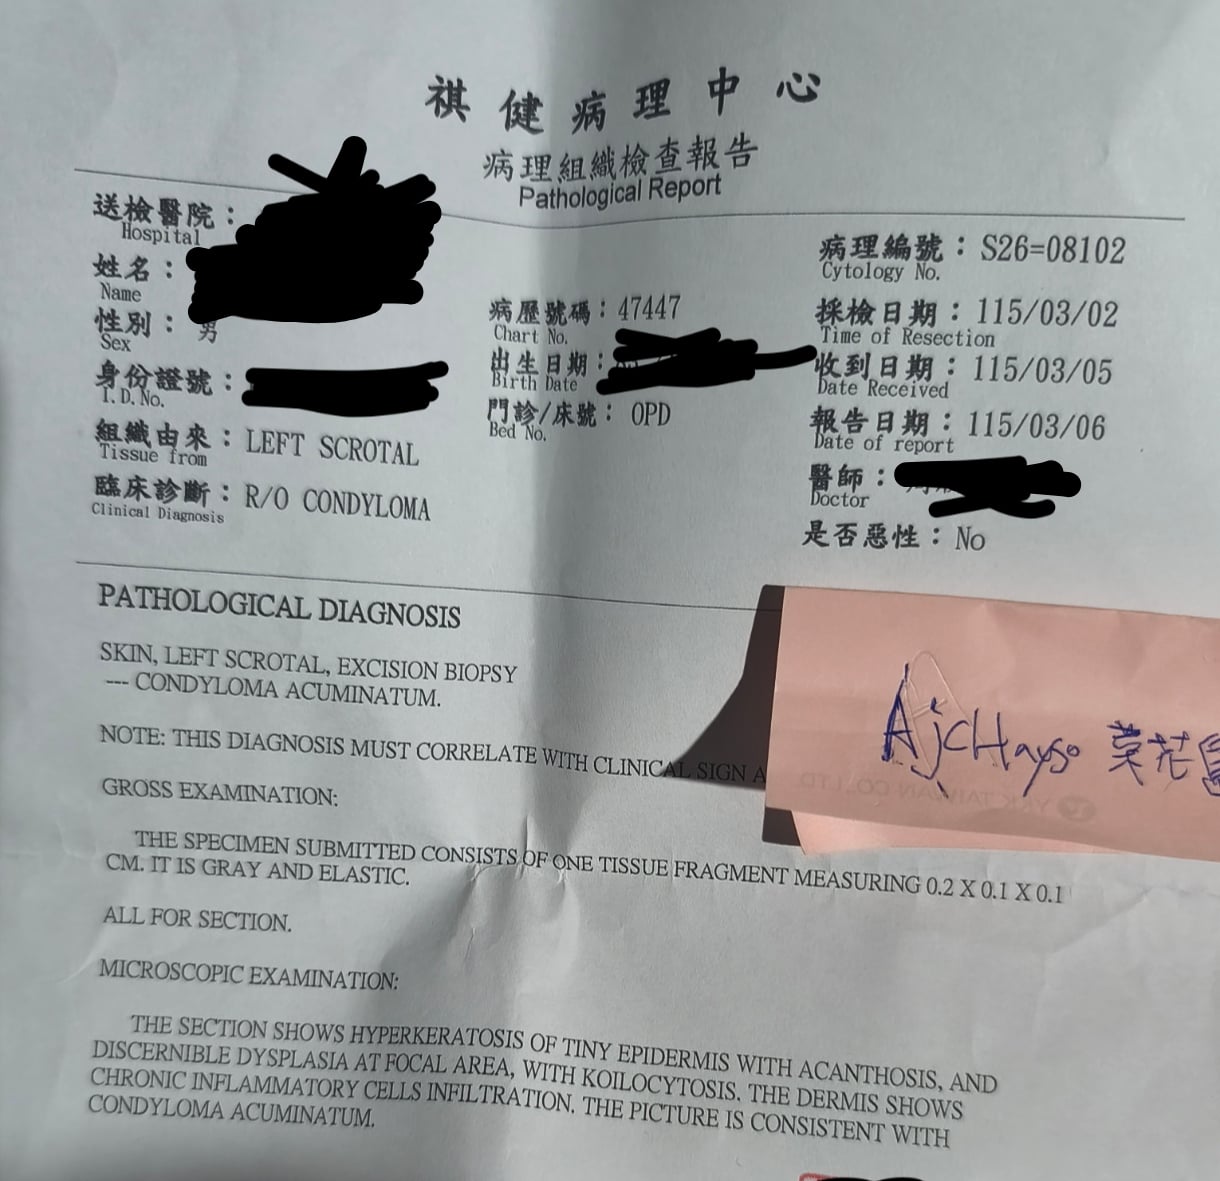 祺健病理中心
病理組織檢查報告
Pathological Report
送檢醫院：
Hospital
姓名：
Name
性別：男
Sex
身份證號：
I.D.No.
組織由來：LEFT SCROTAL
Tissue from
臨床診斷：R/O CONDYLOMA
Clinical Diagnosis
病歷號碼：47447
Chart No.
出生日期：
Birth Date
門診/床號：OPD
Bed No.
病理編號：S26=08102
Cytology No.
採檢日期：115/03/02
Time of Resection
收到日期：115/03/05
Date Received
報告日期：115/03/06
Date of report
醫師：
Doctor
是否惡性：No
PATHOLOGICAL DIAGNOSIS
SKIN, LEFT SCROTAL, EXCISION BIOPSY
--- CONDYLOMA ACUMINATUM.
NOTE: THIS DIAGNOSIS MUST CORRELATE WITH CLINICAL SIGN A
AjcHayso
YKK TAIWAN CO., LTD
GROSS EXAMINATION:
THE SPECIMEN SUBMITTED CONSISTS OF ONE TISSUE FRAGMENT MEASURING 0.2 X 0.1 X 0.1
CM. IT IS GRAY AND ELASTIC.
ALL FOR SECTION.
MICROSCOPIC EXAMINATION:
THE SECTION SHOWS HYPERKERATOSIS OF TINY EPIDERMIS WITH ACANTHOSIS, AND
DISCERNIBLE DYSPLASIA AT FOCAL AREA, WITH KOILOCYTOSIS. THE DERMIS SHOWS
CHRONIC INFLAMMATORY CELLS INFILTRATION. THE PICTURE IS CONSISTENT WITH
CONDYLOMA ACUMINATUM.